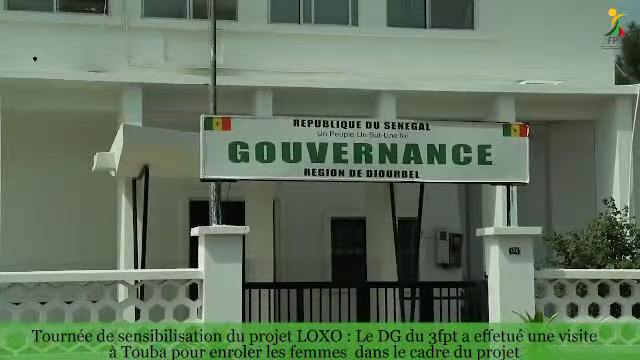 REPUBLIQUE DU SENEGAL
Un Peuple-Un But-Une foi
GOUVERNANCE
REGION DE DIOURBEL
Tournée de sensibilisation du projet LOXO : Le DG du 3fpt a effetué une visite
à Touba pour enroler les femmes dans le cadre du projet